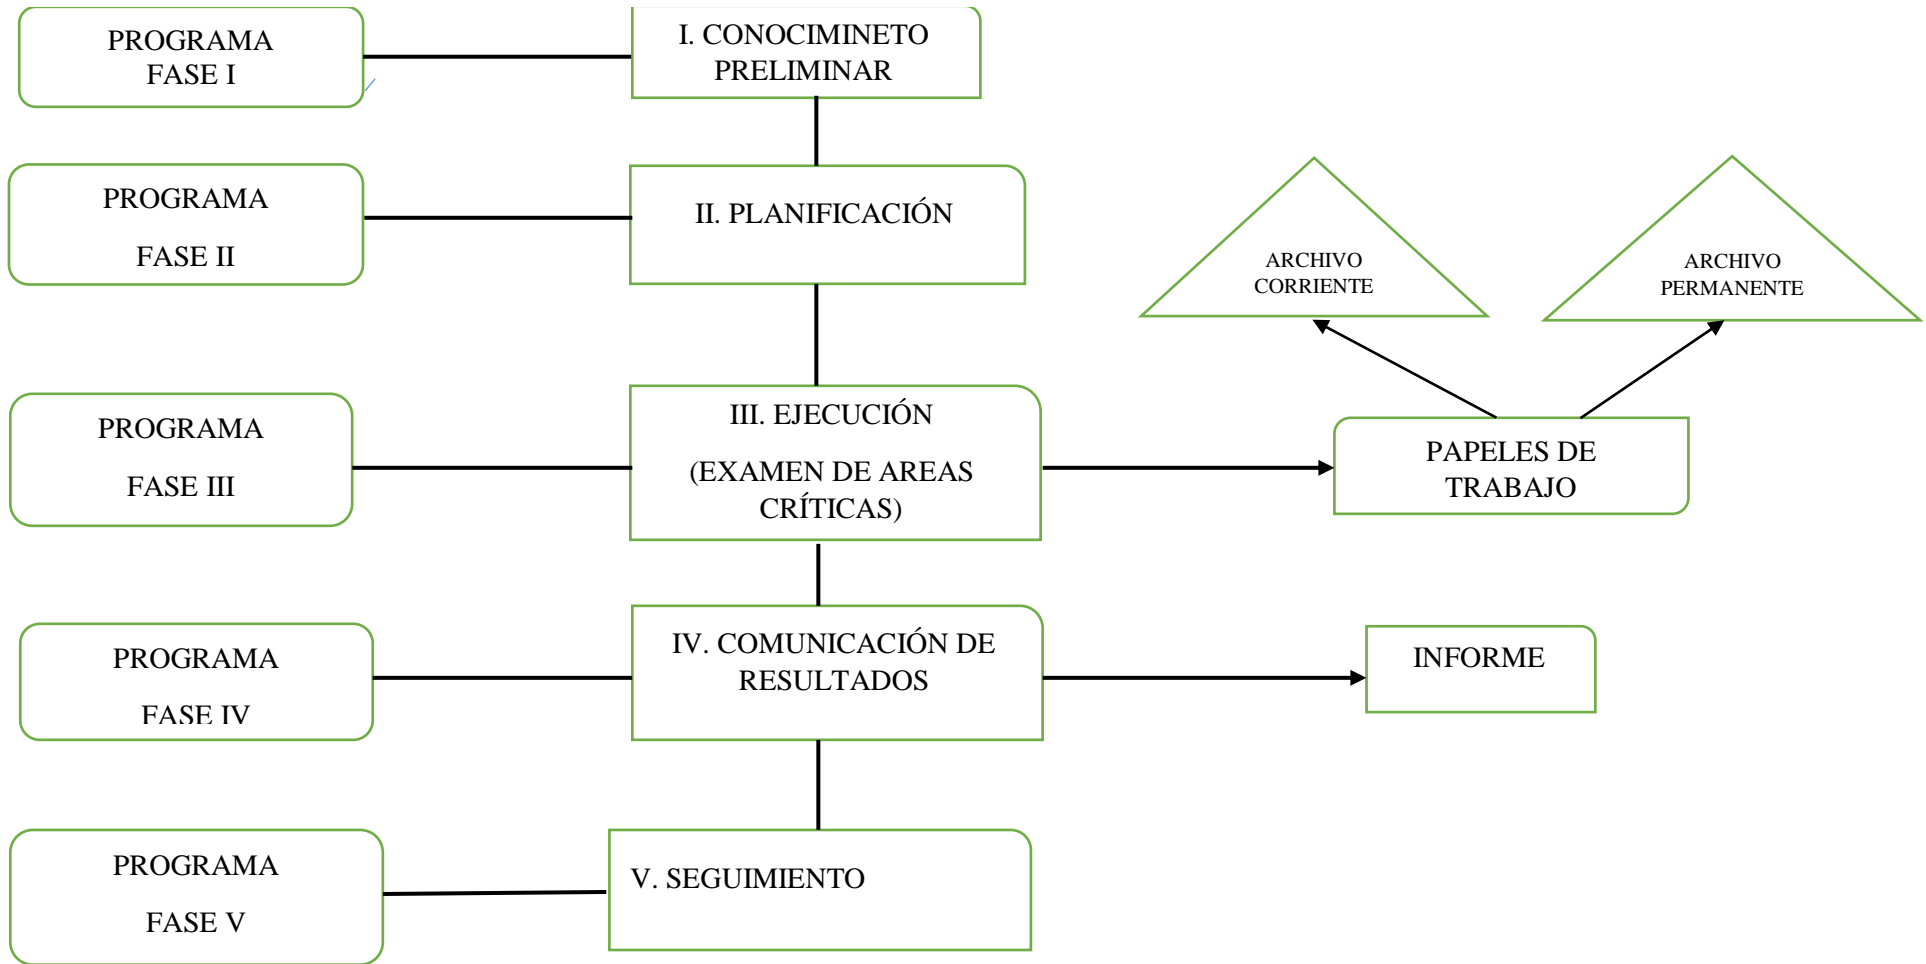 PROGRAMA
FASE I
I. CONOCIMINETO
PRELIMINAR
PROGRAMA
FASE II
II. PLANIFICACIÓN
ARCHIVO
CORRIENTE
ARCHIVO
PERMANENTE
PROGRAMA
FASE III
III. EJECUCIÓN
(EXAMEN DE AREAS
CRÍTICAS)
PAPELES DE
TRABAJO
PROGRAMA
FASE IV
IV. COMUNICACIÓN DE
RESULTADOS
INFORME
PROGRAMA
FASE V
V. SEGUIMIENTO